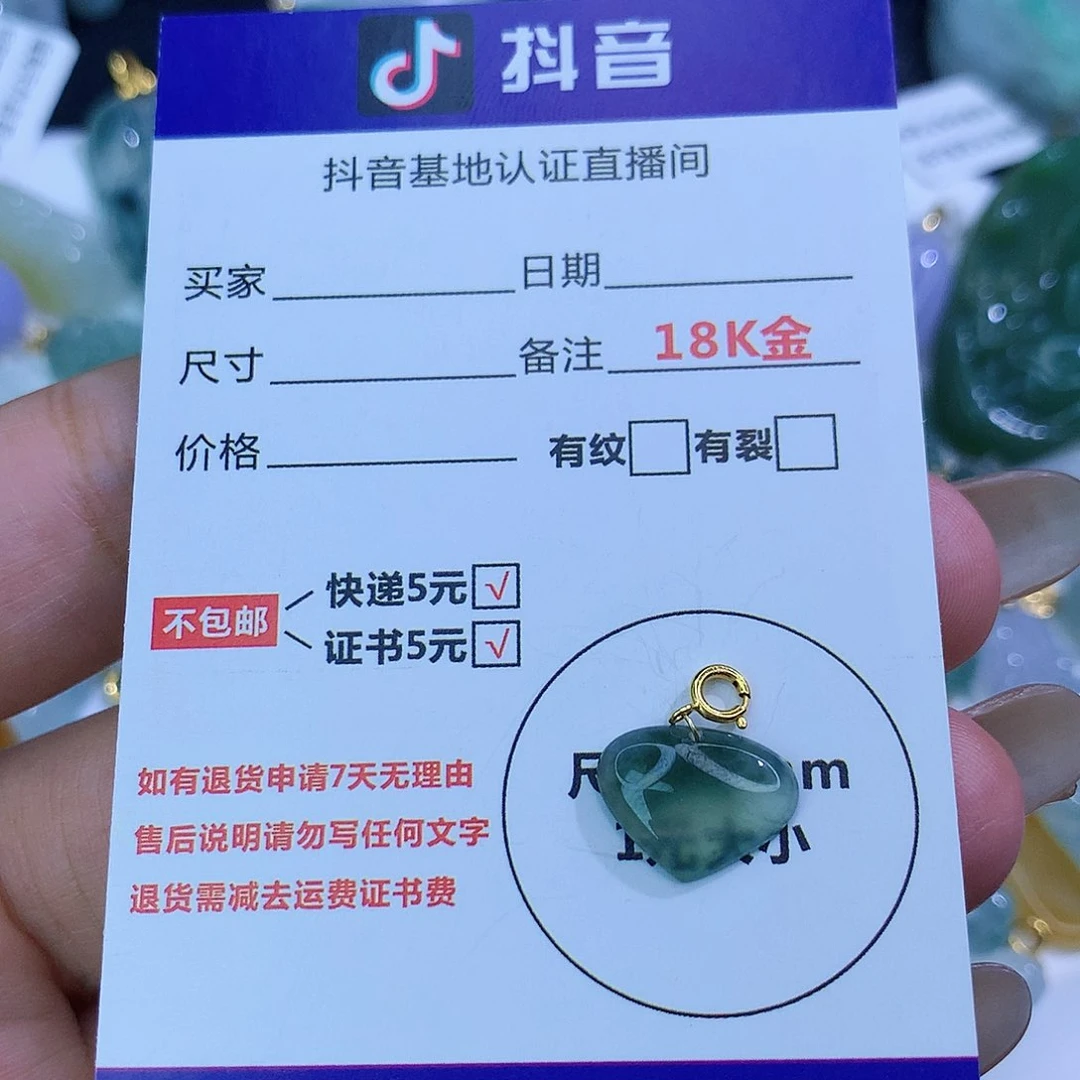 抖音
抖音基地认证直播间
买家 日期
尺寸 备注 18K金
价格 有纹 有裂
不包邮
快递5元 √
证书5元 √
如有退货申请7天无理由
售后说明请勿写任何文字
退货需减去运费证书费